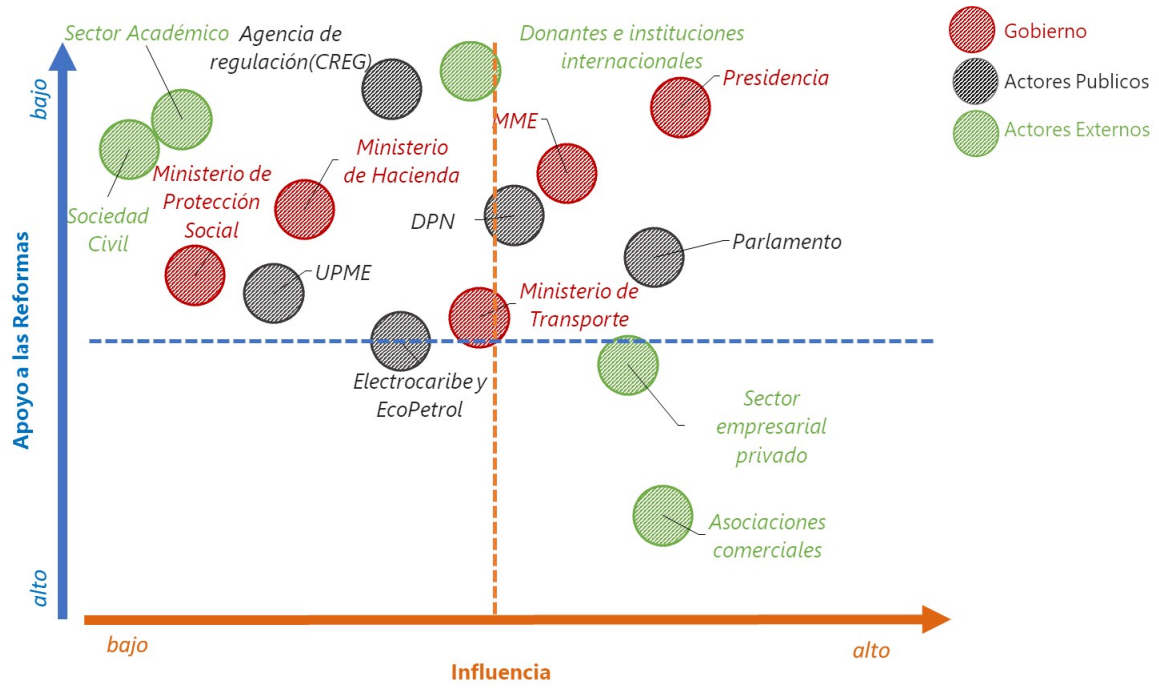 Sector Académico
Agencia de
regulación(CREG)
Donantes e instituciones
internacionales
Presidencia
MME
Ministerio
de Hacienda
Ministerio de
Protección
Social
Sociedad
Civil
DPN
Parlamento
UPME
Ministerio de
Transporte
Electrocaribe y
EcoPetrol
Sector
empresarial
privado
Asociaciones
comerciales
Gobierno
Actores Publicos
Actores Externos
bajo
Apoyo a las Reformas
alto
bajo
alto
Influencia